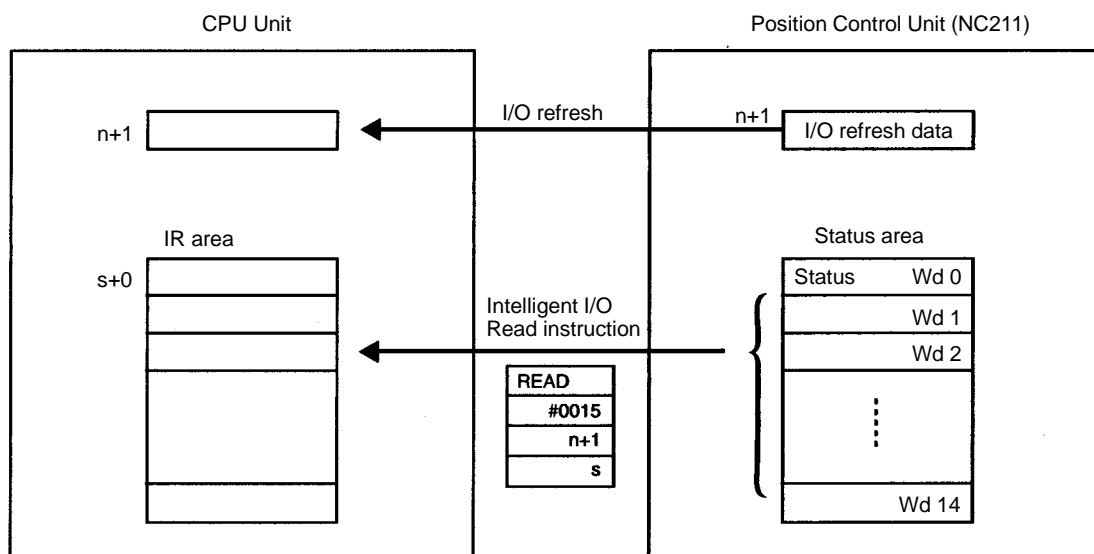 CPU Unit
Position Control Unit (NC211)
n+1
I/O refresh
n+1
I/O refresh data
IR area
Status area
s+0
Status Wd 0
Wd 1
Wd 2
Wd 14
Intelligent I/O
Read instruction
READ
#0015
n+1
s